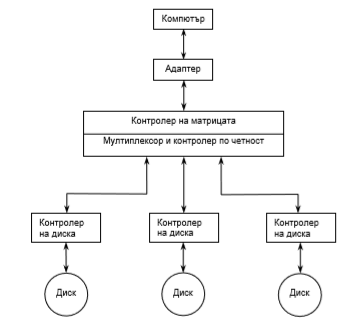 Компютър
Адаптер
Контролер на матрицата
Мултиплексор и контролер по четност
Контролер
на диска
Контролер
на диска
Контролер
на диска
Диск
Диск
Диск